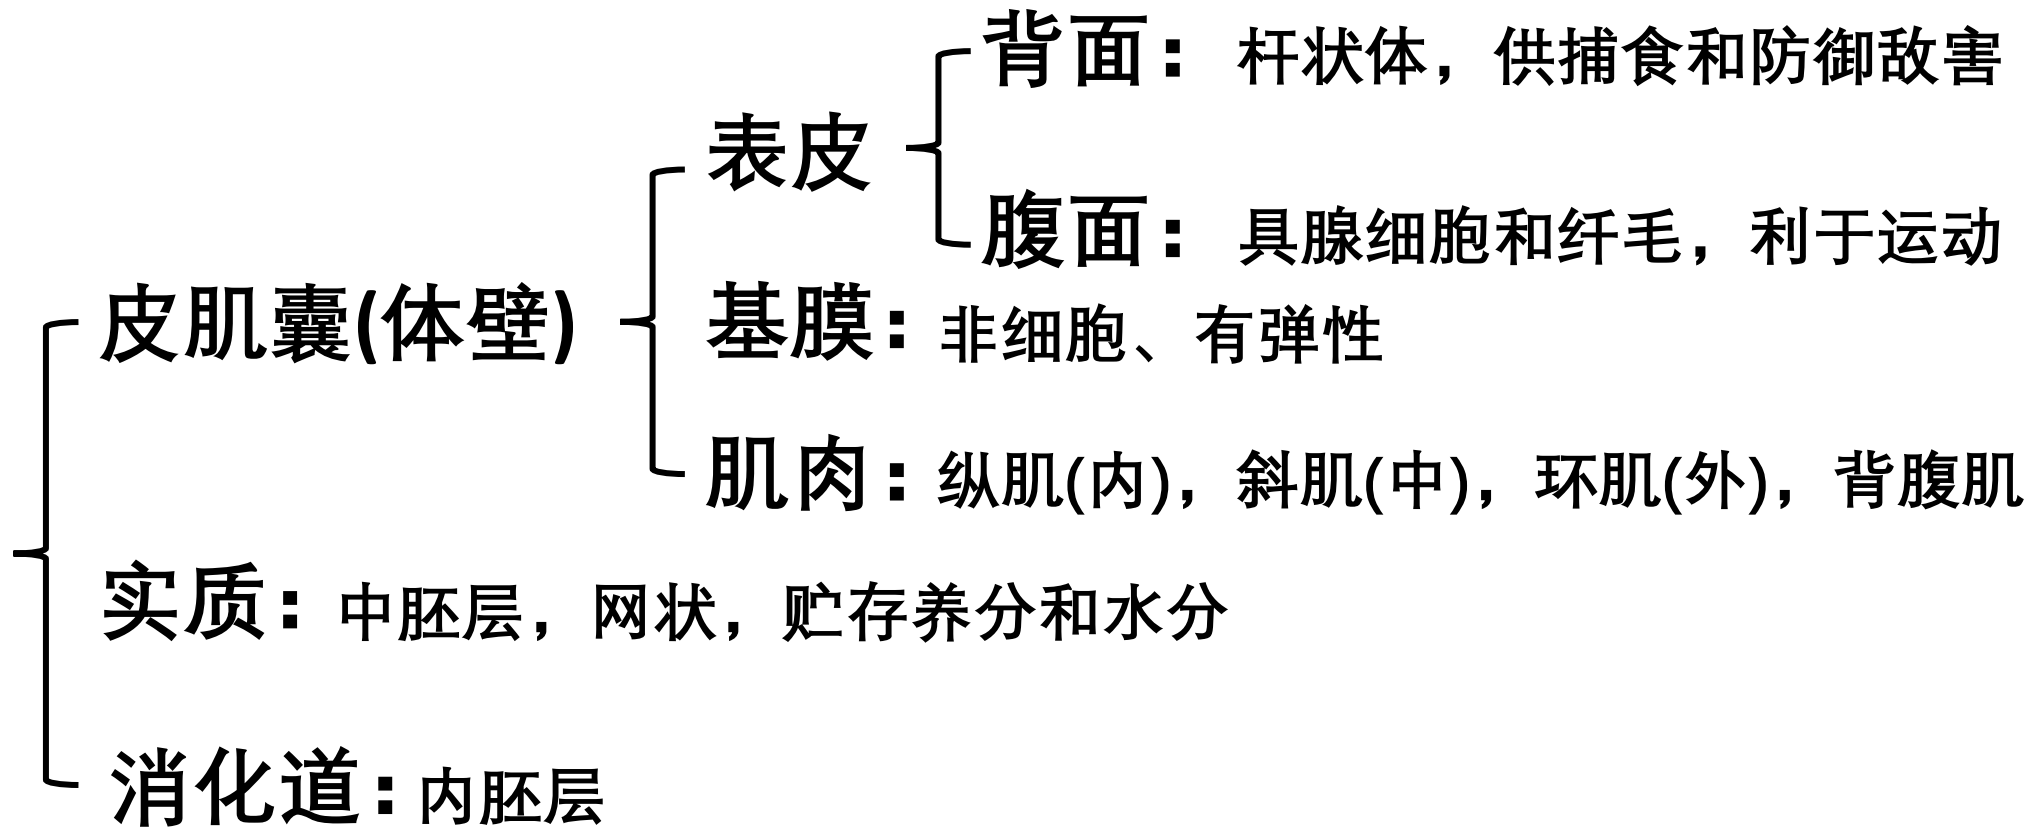 背面： 杆状体，供捕食和防御敌害
表皮
腹面： 具腺细胞和纤毛，利于运动
皮肌囊(体壁)
基膜：非细胞、有弹性
肌肉：纵肌(内)，斜肌(中)，环肌(外)，背腹肌
实质：中胚层，网状，贮存养分和水分
消化道：内胚层